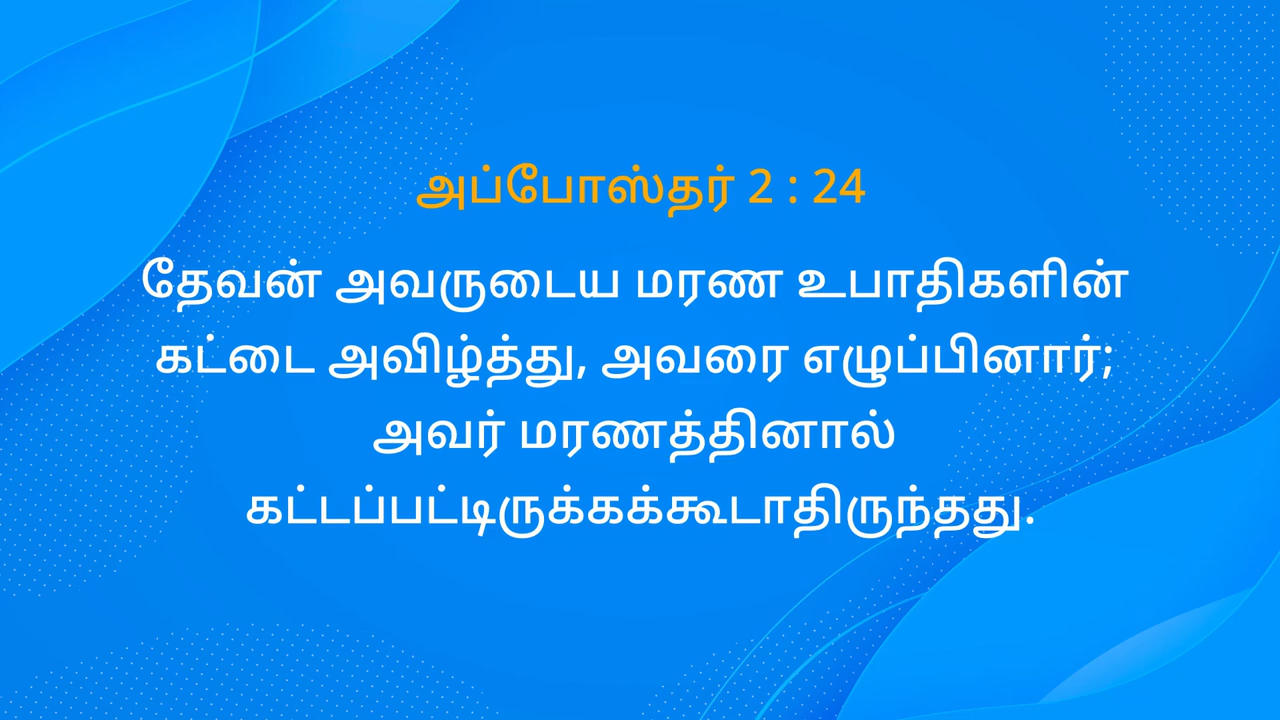 அப்போஸ்தர் 2 : 24
தேவன் அவருடைய மரண உபாதிகளின்
கட்டை அவிழ்த்து, அவரை எழுப்பினார்;
அவர் மரணத்தினால்
கட்டப்பட்டிருக்கக்கூடாதிருந்தது.